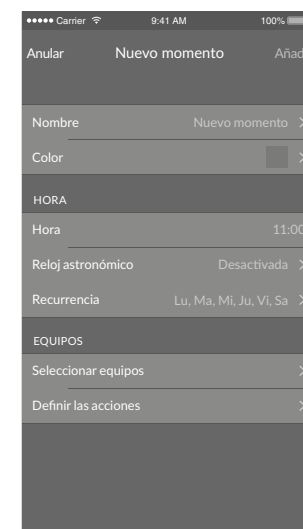 Carrier 9:41 AM 100%
Anular Nuevo momento Añad
Nombre Nuevo momento
Color
HORA
Hora 11:00
Reloj astronómico Desactivada
Recurrencia Lu, Ma, Mi, Ju, Vi, Sa
EQUIPOS
Seleccionar equipos
Definir las acciones